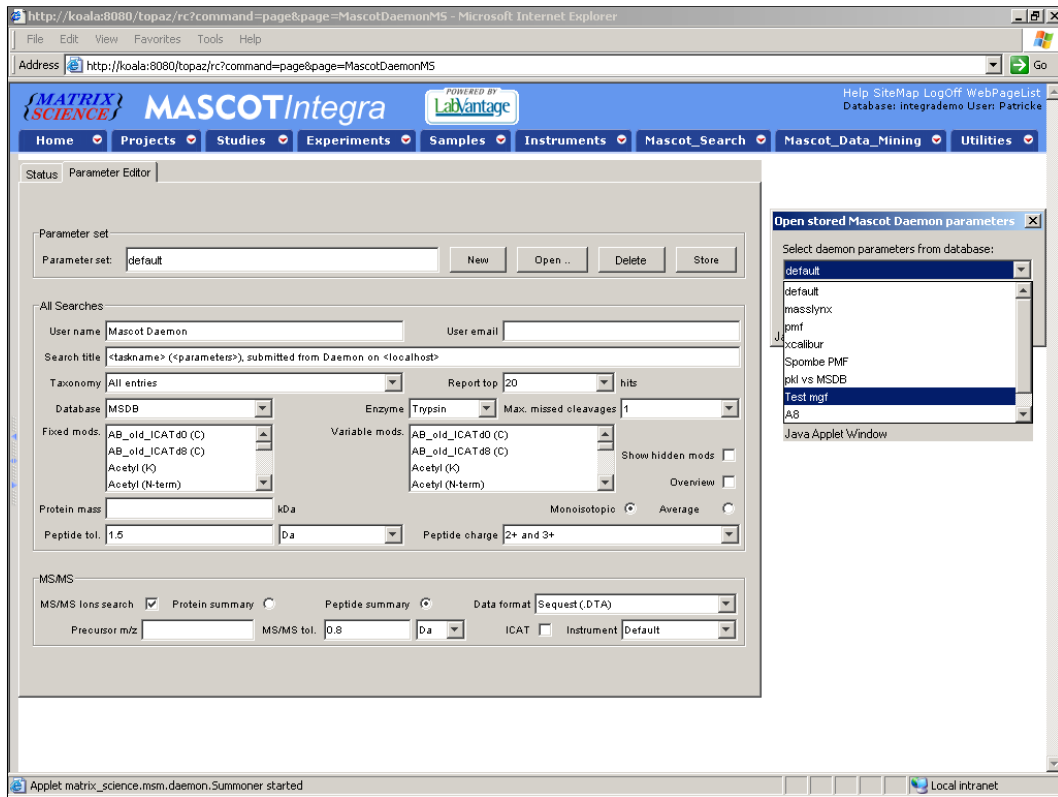 http://koala:8080/topaz/rc?command=page&page=MascotDaemonMS - Microsoft Internet Explorer
File Edit View Favorites Tools Help
Address http://koala:8080/topaz/rc?command=page&page=MascotDaemonMS Go
{MATRIX SCIENCE} MASCOTIntegra POWERED BY LabVantage
Help SiteMap LogOff WebPageList
Database: integrademo User: Patricke
Home Projects Studies Experiments Samples Instruments Mascot_Search Mascot_Data_Mining Utilities
Status Parameter Editor
Parameter set
Parameter set: default New Open .. Delete Store
All Searches
User name Mascot Daemon User email
Search title <taskname> (<parameters>), submitted from Daemon on <localhost>
Taxonomy All entries Report top 20 hits
Database MSDB Enzyme Trypsin Max. missed cleavages 1
Fixed mods. AB_old_ICATd0 (C) Variable mods. AB_old_ICATd0 (C)
AB_old_ICATd8 (C) AB_old_ICATd8 (C)
Acetyl (K) Acetyl (K) Show hidden mods
Acetyl (N-term) Acetyl (N-term) Overview
Protein mass kDa Monoisotopic Average
Peptide tol. 1.5 Da Peptide charge 2+ and 3+
MS/MS
MS/MS Ions search Protein summary Peptide summary Data format Sequest (.DTA)
Precursor m/z MS/MS tol. 0.8 Da ICAT Instrument Default
Open stored Mascot Daemon parameters
Select daemon parameters from database:
default
default
masslynx
pmf
xcalibur
Spombe PMF
pkl vs MSDB
Test mgf
A8
Java Applet Window
Applet matrix_science.msm.daemon.Summoner started Local intranet